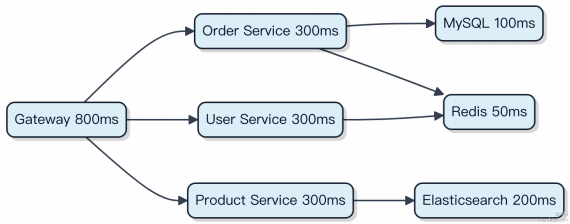 MySQL 100ms
Order Service 300ms
Gateway 800ms
User Service 300ms
Redis 50ms
Product Service 300ms
Elasticsearch 200ms